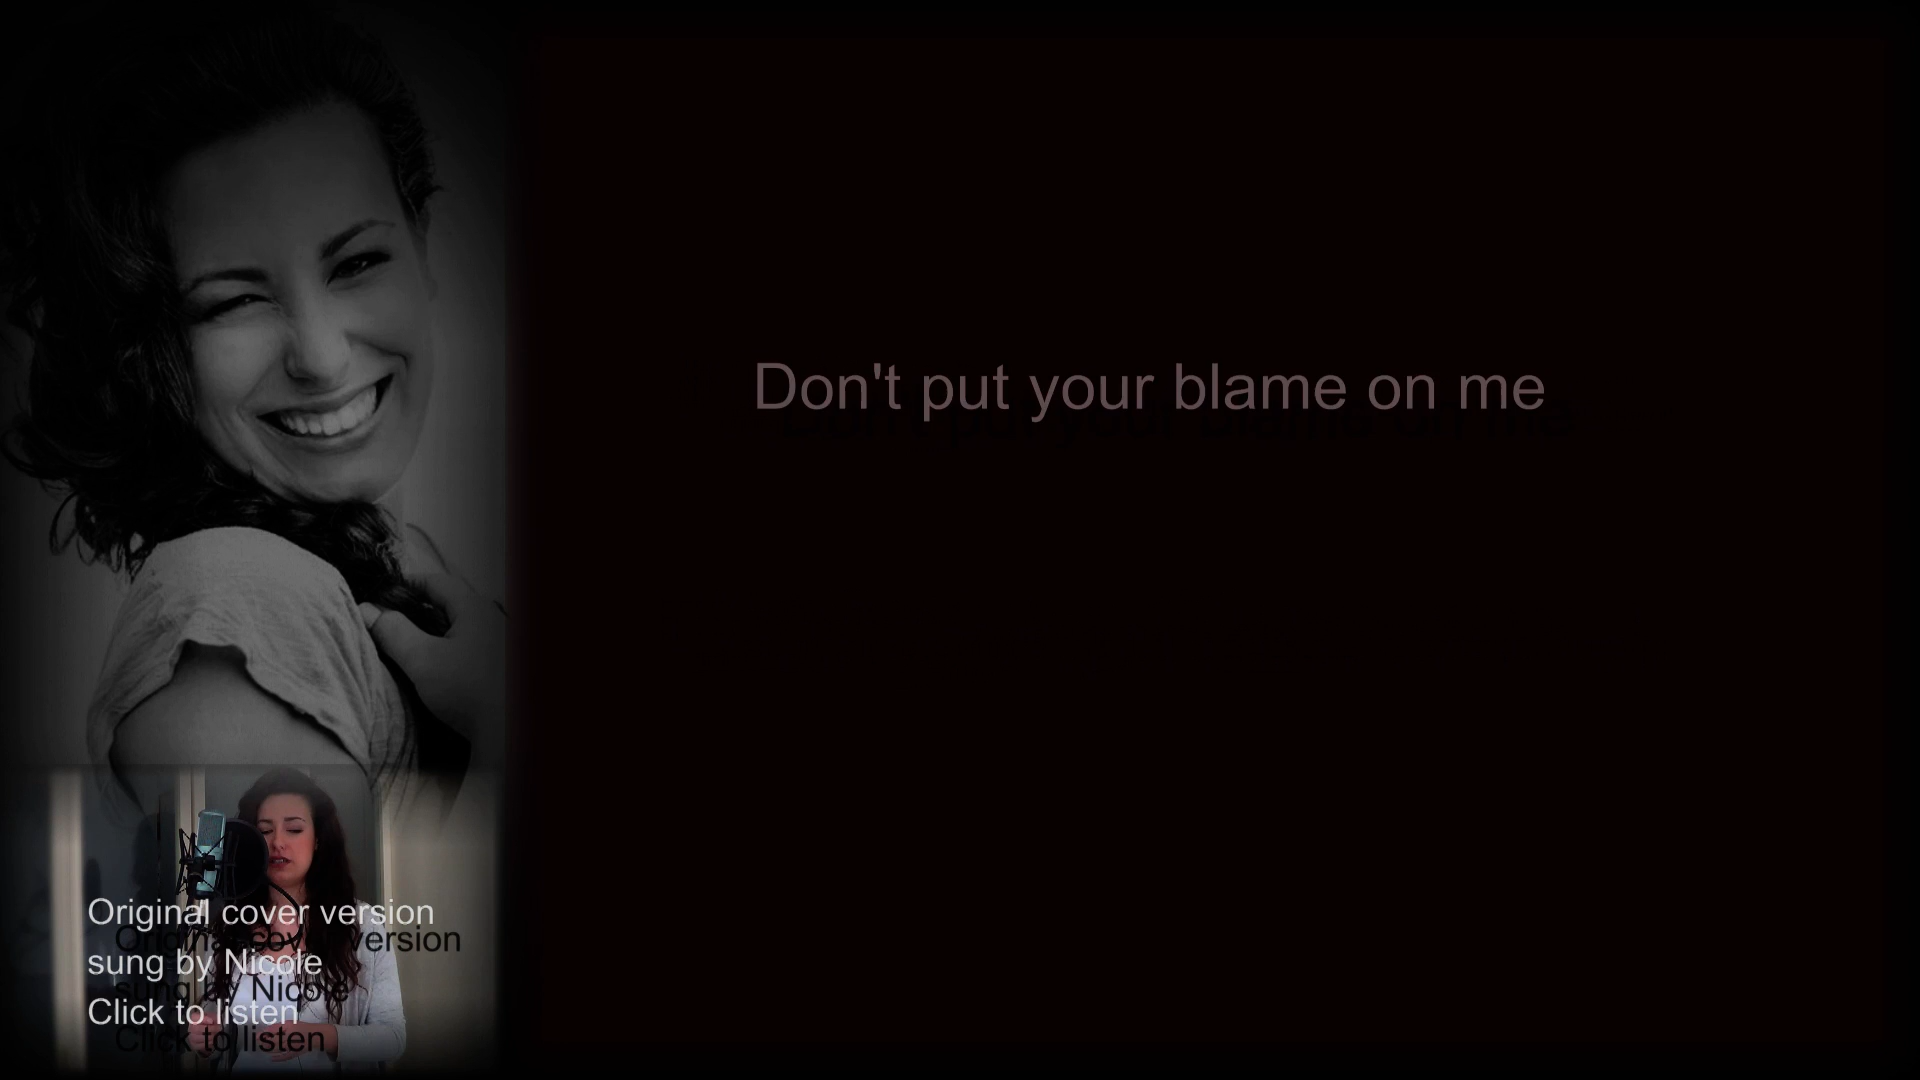 Don't put your blame on me
Original cover version
sung by Nicole
Click to listen